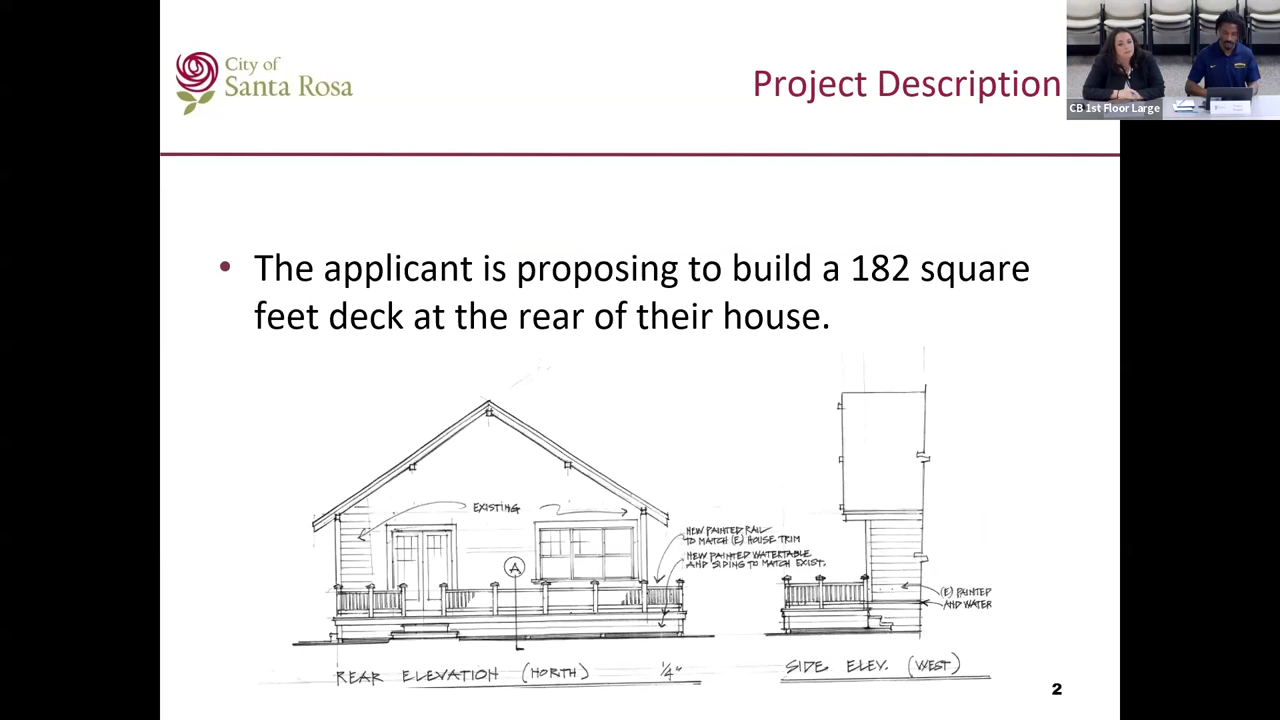 City of
Santa Rosa
Project Description
CB 1st Floor Large
• The applicant is proposing to build a 182 square
feet deck at the rear of their house.
EXISTING
NEW PAINTED RAIL
TO MATCH (E) HOUSE TRIM
NEW PAINTED WATERTABLE
AND SIDING TO MATCH EXIST.
A
(E) PAINTED
AND WATER
REAR ELEVATION (NORTH) 1/4"
SIDE ELEV. (WEST)
2